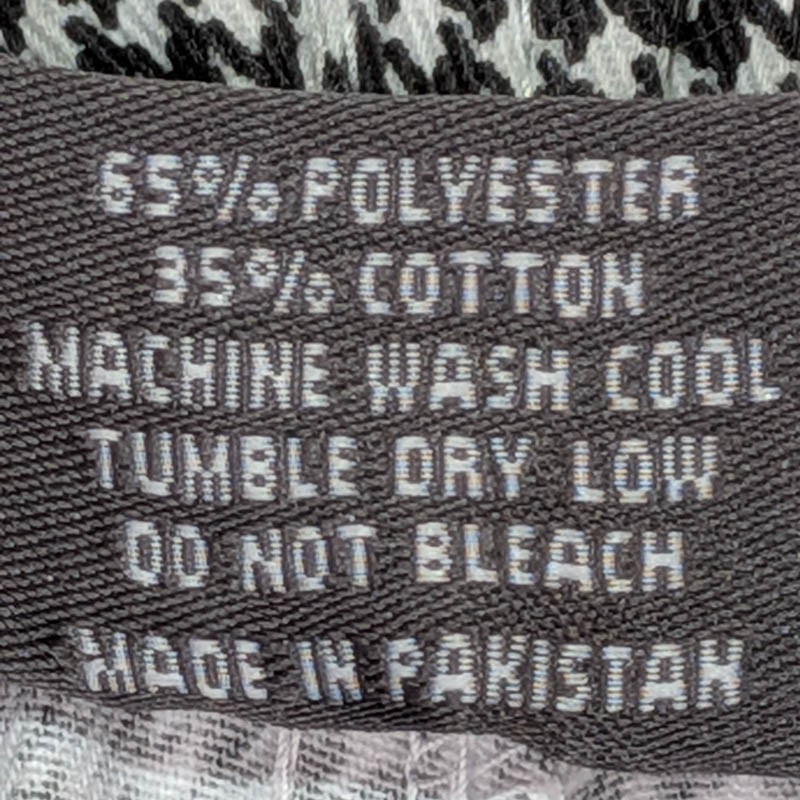 65% POLYESTER
35% COTTON
MACHINE WASH COOL
TUMBLE DRY LOW
DO NOT BLEACH
MADE IN PAKISTAN